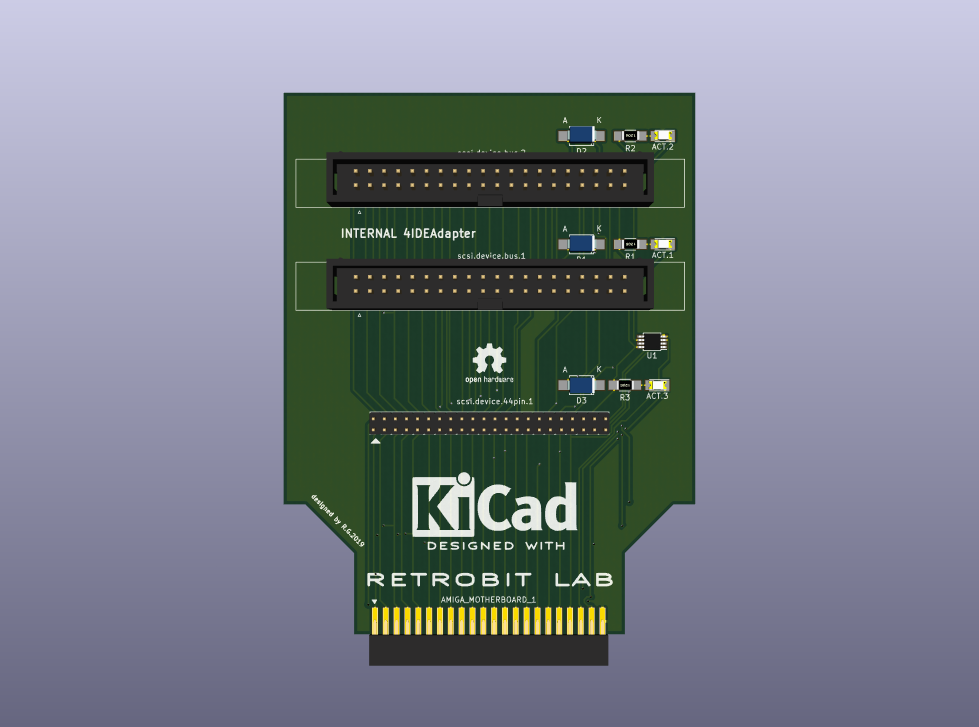 A K
D2
R2
ACT.2
scsi.device.bus.2
INTERNAL 4IDEAdapter
A K
R1
ACT.1
scsi.device.bus.1
U1
open hardware
A K
D3
R3
ACT.3
scsi.device.44pin.1
KiCad
DESIGNED WITH
designed by R.G.2019
RETROBIT LAB
AMIGA_MOTHERBOARD_1